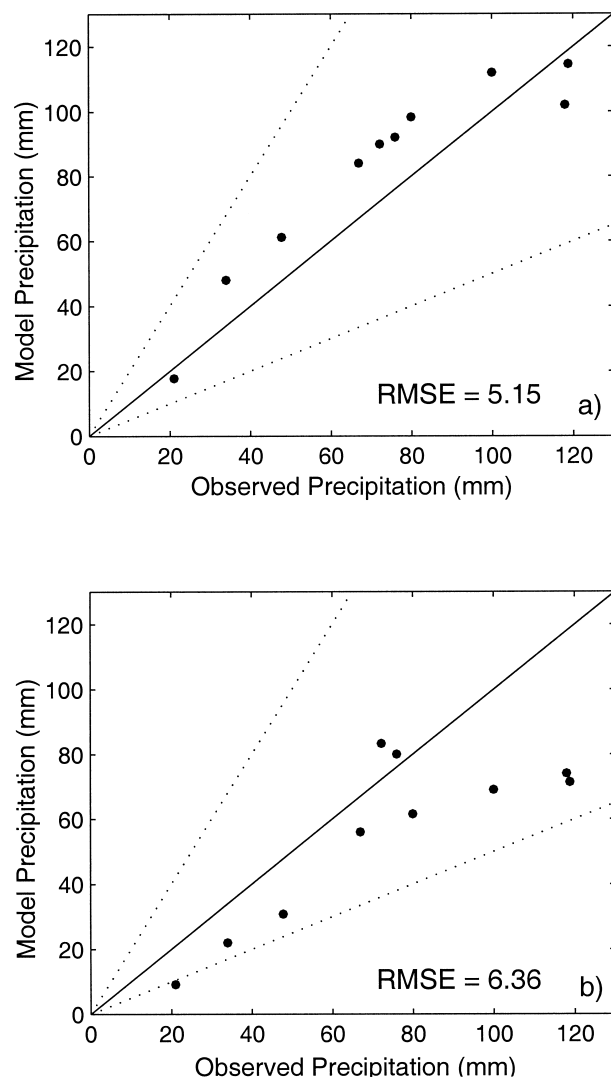 120
100
80
60
40
20
0
Model Precipitation (mm)
RMSE = 5.15
a)
0 20 40 60 80 100 120
Observed Precipitation (mm)
120
100
80
60
40
20
0
Model Precipitation (mm)
RMSE = 6.36
b)
0 20 40 60 80 100 120
Observed Precipitation (mm)